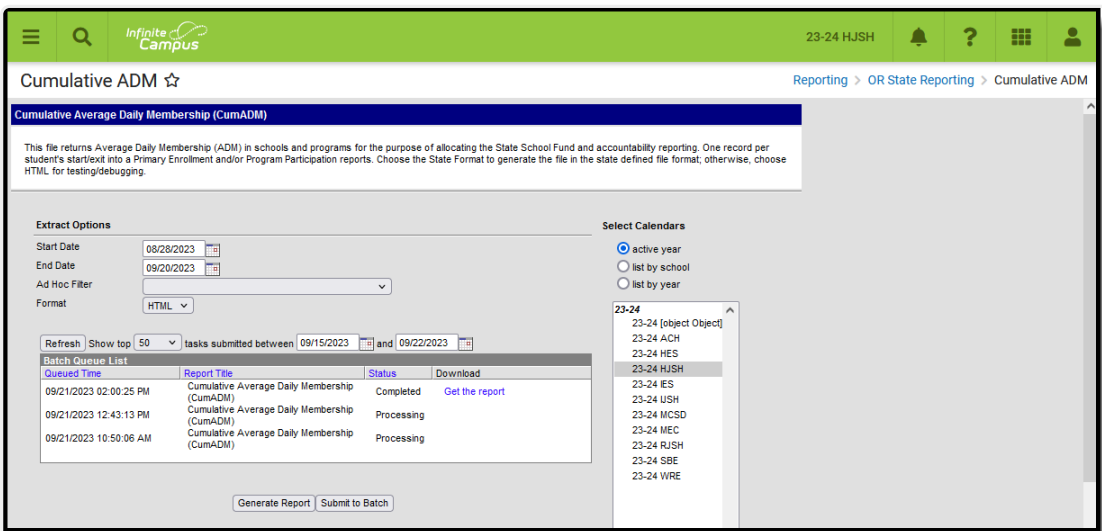 Infinite Campus
23-24 HJSH
?
Cumulative ADM
Reporting > OR State Reporting > Cumulative ADM
Cumulative Average Daily Membership (CumADM)
This file returns Average Daily Membership (ADM) in schools and programs for the purpose of allocating the State School Fund and accountability reporting. One record per
student's start/exit into a Primary Enrollment and/or Program Participation reports. Choose the State Format to generate the file in the state defined file format; otherwise, choose
HTML for testing/debugging.
Extract Options
Start Date 08/28/2023
End Date 09/20/2023
Ad Hoc Filter
Format HTML
Refresh Show top 50 tasks submitted between 09/15/2023 and 09/22/2023
Batch Queue List
Queued Time Report Title Status Download
09/21/2023 02:00:25 PM Cumulative Average Daily Membership (CumADM) Completed Get the report
09/21/2023 12:43:13 PM Cumulative Average Daily Membership (CumADM) Processing
09/21/2023 10:50:06 AM Cumulative Average Daily Membership (CumADM) Processing
Generate Report Submit to Batch
Select Calendars
active year
list by school
list by year
23-24
23-24 [object Object]
23-24 ACH
23-24 HES
23-24 HJSH
23-24 IES
23-24 IJSH
23-24 MCSD
23-24 MEC
23-24 RJSH
23-24 SBE
23-24 WRE